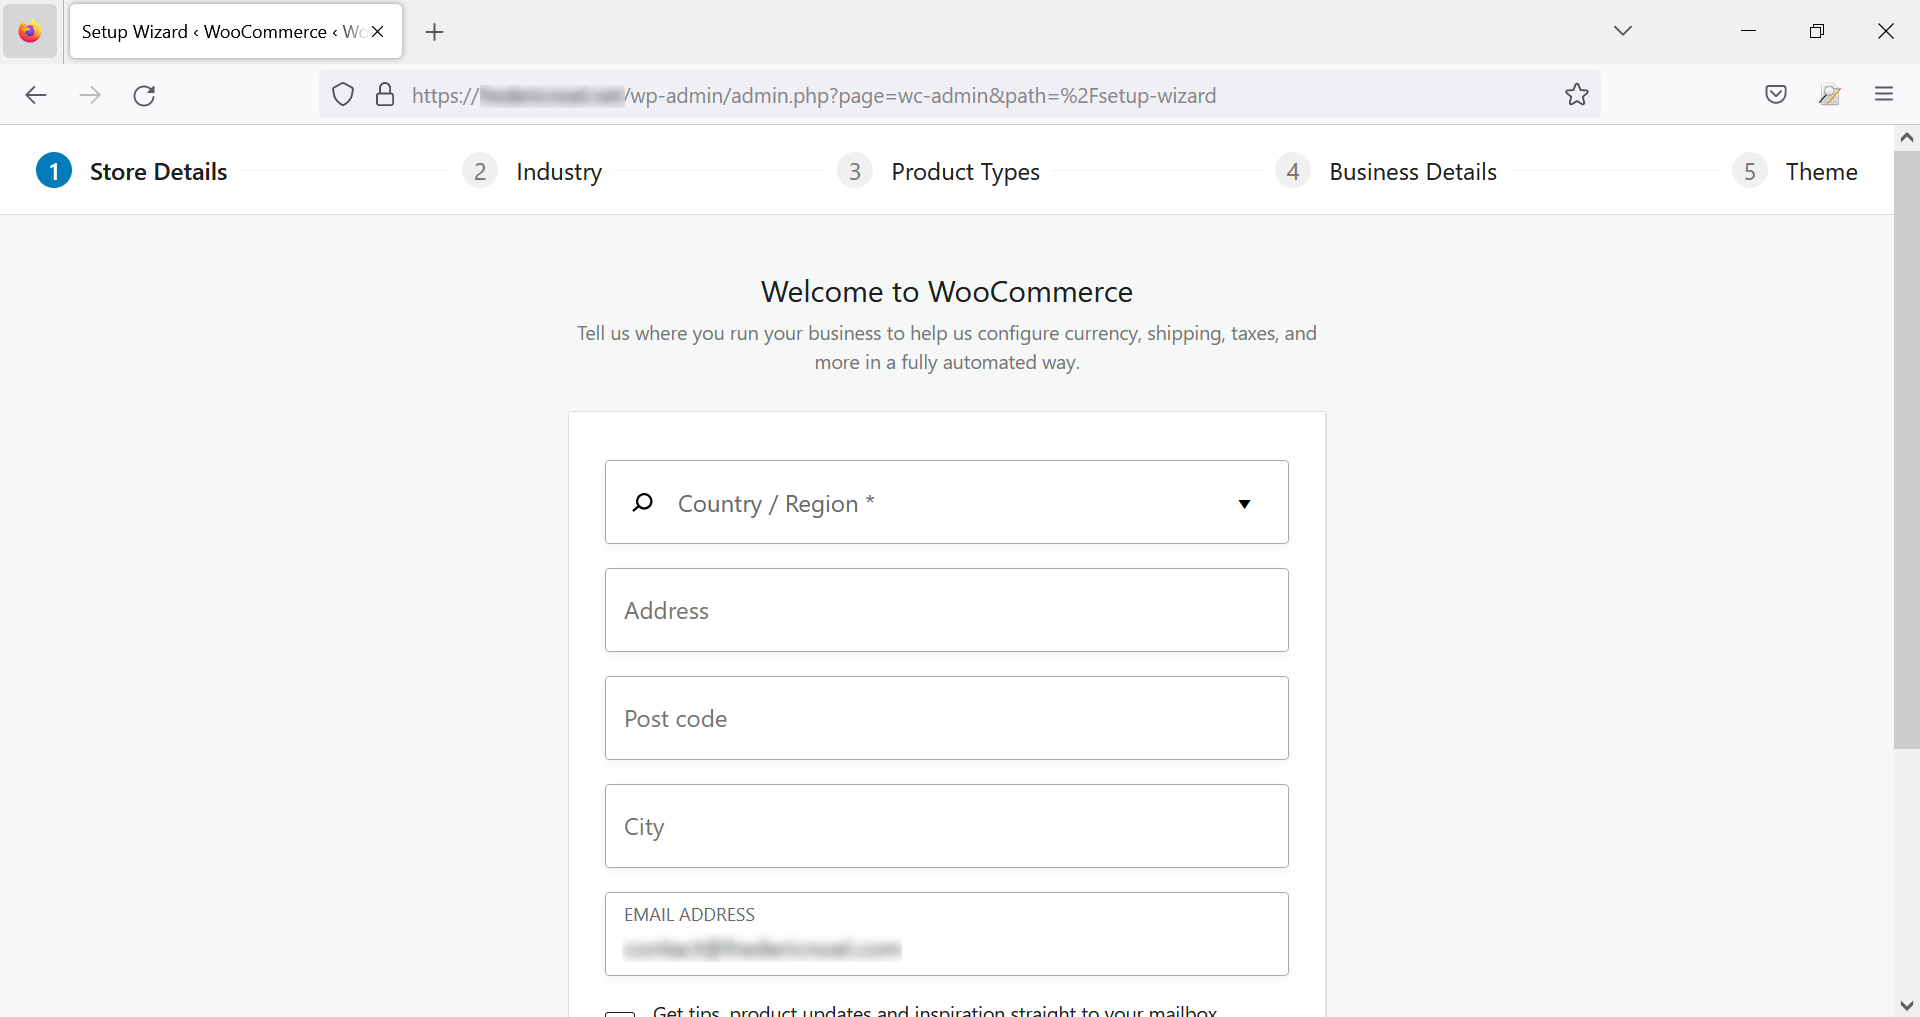 Setup Wizard ‹ WooCommerce ‹ Wo
https:// /wp-admin/admin.php?page=wc-admin&path=%2Fsetup-wizard
1 Store Details 2 Industry 3 Product Types 4 Business Details 5 Theme
Welcome to WooCommerce
Tell us where you run your business to help us configure currency, shipping, taxes, and
more in a fully automated way.
Country / Region *
Address
Post code
City
EMAIL ADDRESS
Get tips, product updates and inspiration straight to your mailbox